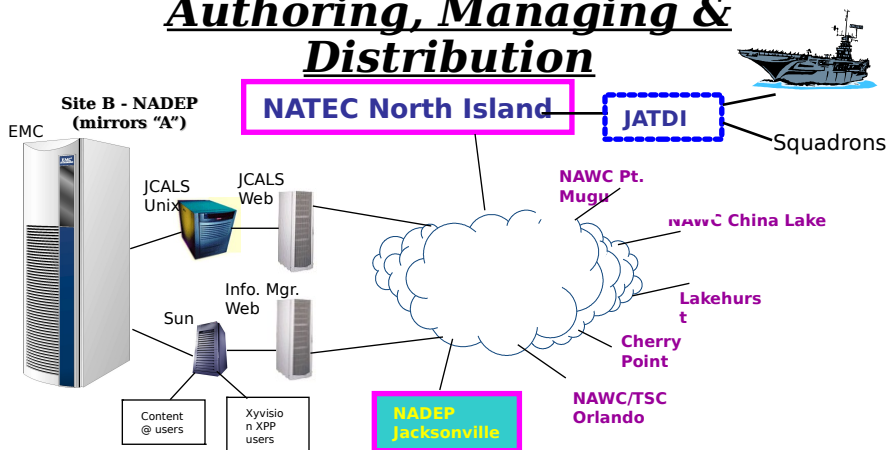 Authoring, Managing &
Distribution
Site B - NADEP
(mirrors “A”)
EMC
EMC
NATEC North Island
JATDI
Squadrons
JCALS
Unix
JCALS
Web
NAWC Pt.
Mugu
NAWC China Lake
Info. Mgr.
Web
Sun
Lakehurs
t
Cherry
Point
NAWC/TSC
Orlando
Content
@ users
Xyvisio
n XPP
users
NADEP
Jacksonville